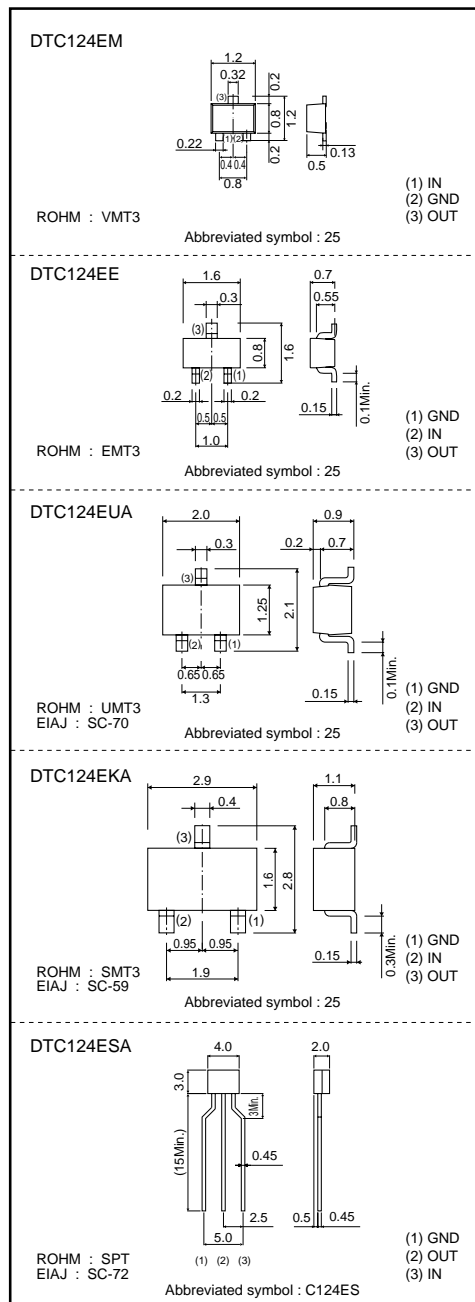 DTC124EM
1.2
0.32
0.2
(3)
0.8
1.2
0.22
(1) (2)
0.2
0.13
0.5
0.4 0.4
0.8
(1) IN
(2) GND
(3) OUT
ROHM : VMT3
Abbreviated symbol : 25
DTC124EE
1.6
0.7
0.3
0.55
(3)
0.8
1.6
(2)
(1)
0.2
0.2
0.15
0.1Min.
0.5 0.5
1.0
(1) GND
(2) IN
(3) OUT
ROHM : EMT3
Abbreviated symbol : 25
DTC124EUA
2.0
0.9
0.3
0.2
0.7
(3)
1.25
2.1
(2)
(1)
0.65 0.65
0.15
0.1Min.
1.3
(1) GND
(2) IN
(3) OUT
ROHM : UMT3
EIAJ : SC-70
Abbreviated symbol : 25
DTC124EKA
2.9
1.1
0.4
0.8
(3)
1.6
2.8
(2)
(1)
0.95
0.95
0.15
0.3Min.
1.9
(1) GND
(2) IN
(3) OUT
ROHM : SMT3
EIAJ : SC-59
Abbreviated symbol : 25
DTC124ESA
4.0
2.0
3.0
3Min.
(15Min.)
0.45
2.5
0.5
0.45
5.0
(1) (2) (3)
(1) GND
(2) OUT
(3) IN
ROHM : SPT
EIAJ : SC-72
Abbreviated symbol : C124ES